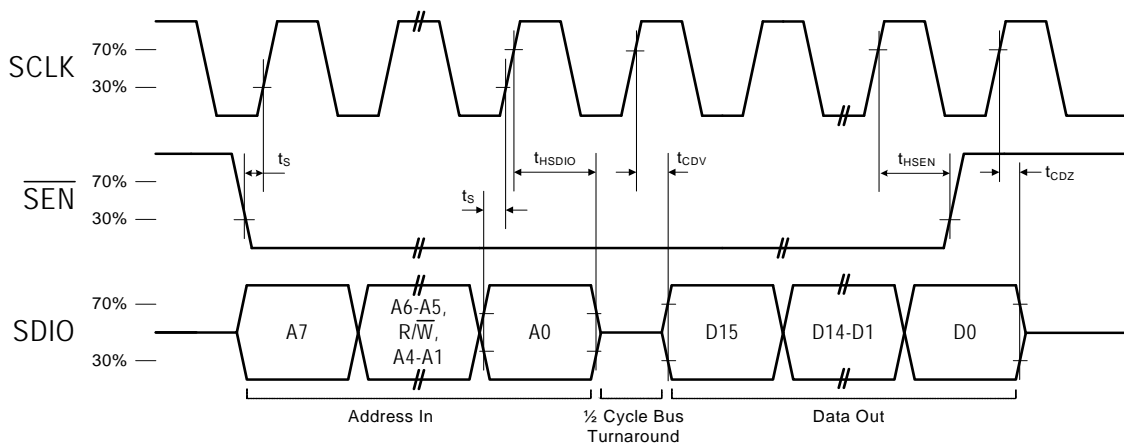 SCLK
70%
30%
SEN
70%
30%
tS
tHSDIO
tCDV
tHSEN
tCDZ
tS
SDIO
70%
30%
A7
A6-A5,
R/W,
A4-A1
A0
D15
D14-D1
D0
Address In
½ Cycle Bus
Turnaround
Data Out